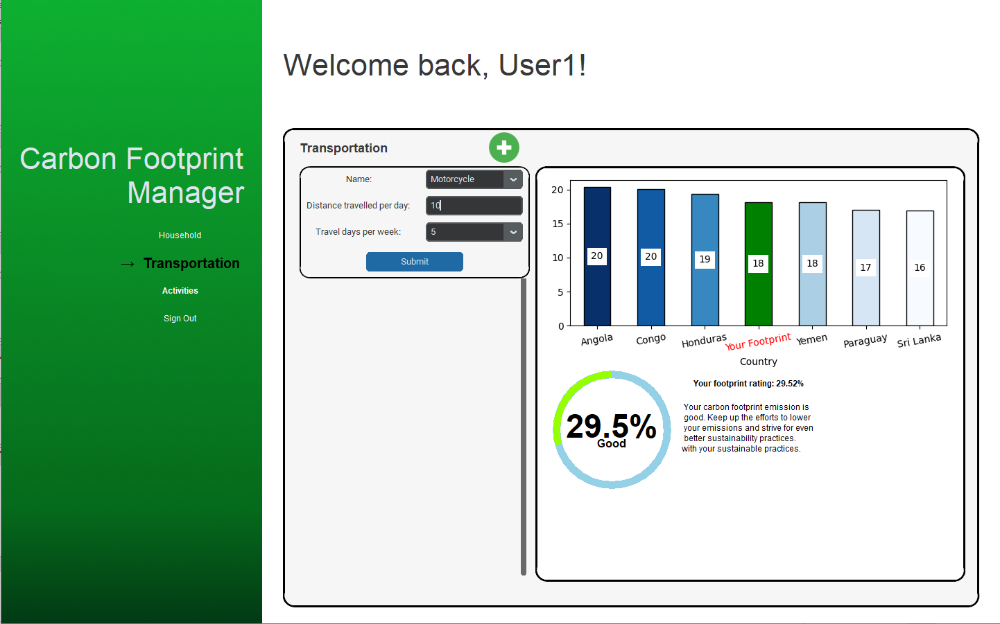 Welcome back, User1!
Carbon Footprint
Manager
Household
→ Transportation
Activities
Sign Out
Transportation
Name:
Motorcycle
Distance travelled per day:
10
Travel days per week:
5
Submit
20
15
10
5
0
20
20
19
18
18
17
16
Angola
Congo
Honduras
Your Footprint
Yemen
Paraguay
Sri Lanka
Country
29.5%
Good
Your footprint rating: 29.52%
Your carbon footprint emission is
good. Keep up the efforts to lower
your emissions and strive for even
better sustainability practices.
with your sustainable practices.